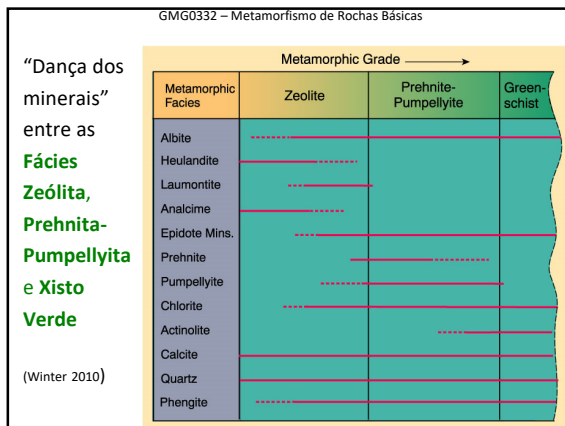 GMG0332 – Metamorfismo de Rochas Básicas
“Dança dos
minerais”
entre as
Fácies
Zeólita,
Prehnita-
Pumpellyita
e Xisto
Verde
(Winter 2010)
Metamorphic Grade
Metamorphic
Facies
Zeolite
Prehnite-
Pumpellyite
Green-
schist
Albite
Heulandite
Laumontite
Analcime
Epidote Mins.
Prehnite
Pumpellyite
Chlorite
Actinolite
Calcite
Quartz
Phengite